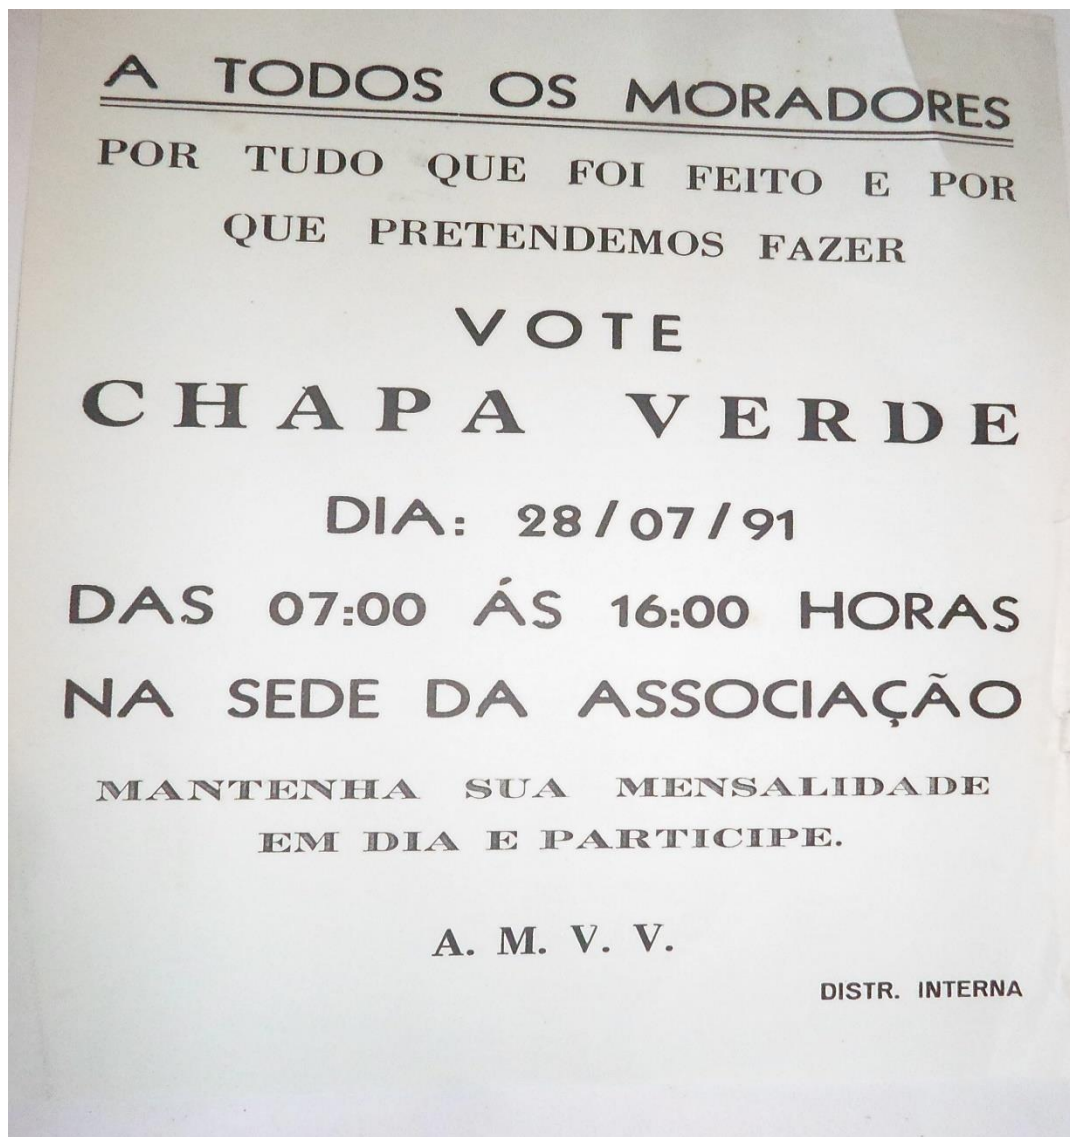 A TODOS OS MORADORES
POR TUDO QUE FOI FEITO E POR
QUE PRETENDEMOS FAZER
VOTE
CHAPA VERDE
DIA: 28/07/91
DAS 07:00 ÁS 16:00 HORAS
NA SEDE DA ASSOCIAÇÃO
MANTENHA SUA MENSALIDADE
EM DIA E PARTICIPE.
A. M. V. V.
DISTR. INTERNA